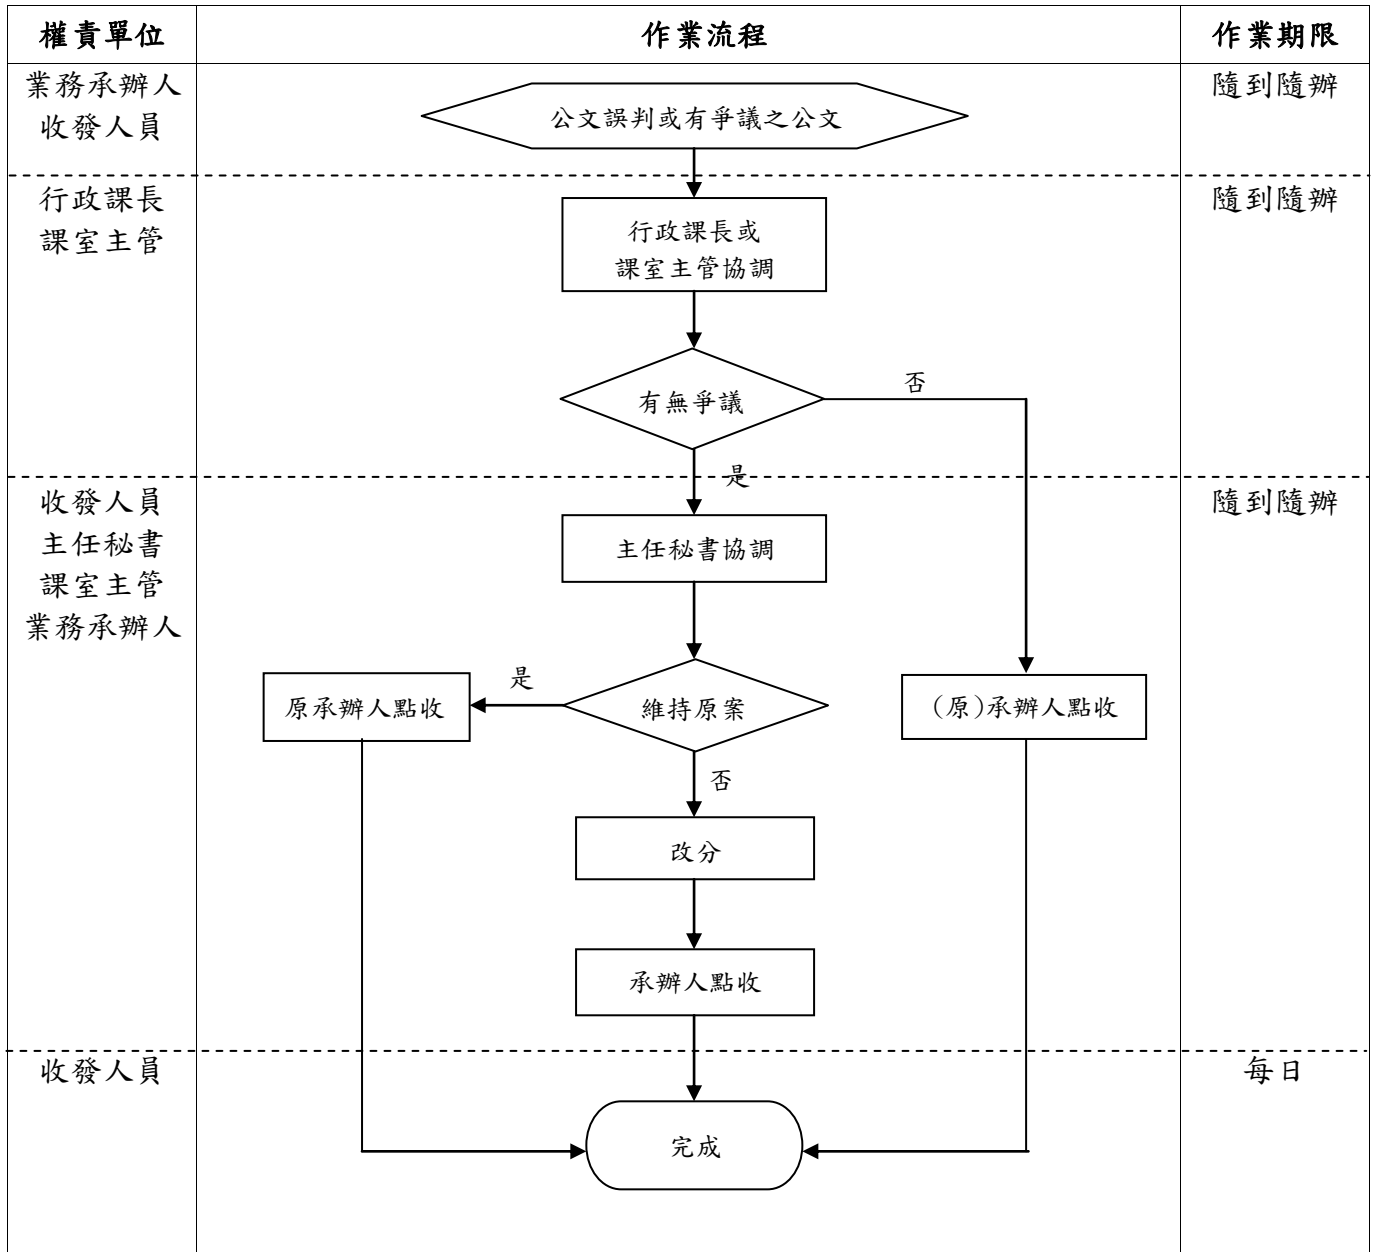 權責單位
作業流程
作業期限
業務承辦人
收發人員
公文誤判或有爭議之公文
隨到隨辦
行政課長
課室主管
行政課長或
課室主管協調
隨到隨辦
有無爭議
否
是
收發人員
主任秘書
課室主管
業務承辦人
主任秘書協調
隨到隨辦
原承辦人點收
是
維持原案
(原)承辦人點收
否
改分
承辦人點收
收發人員
每日
完成